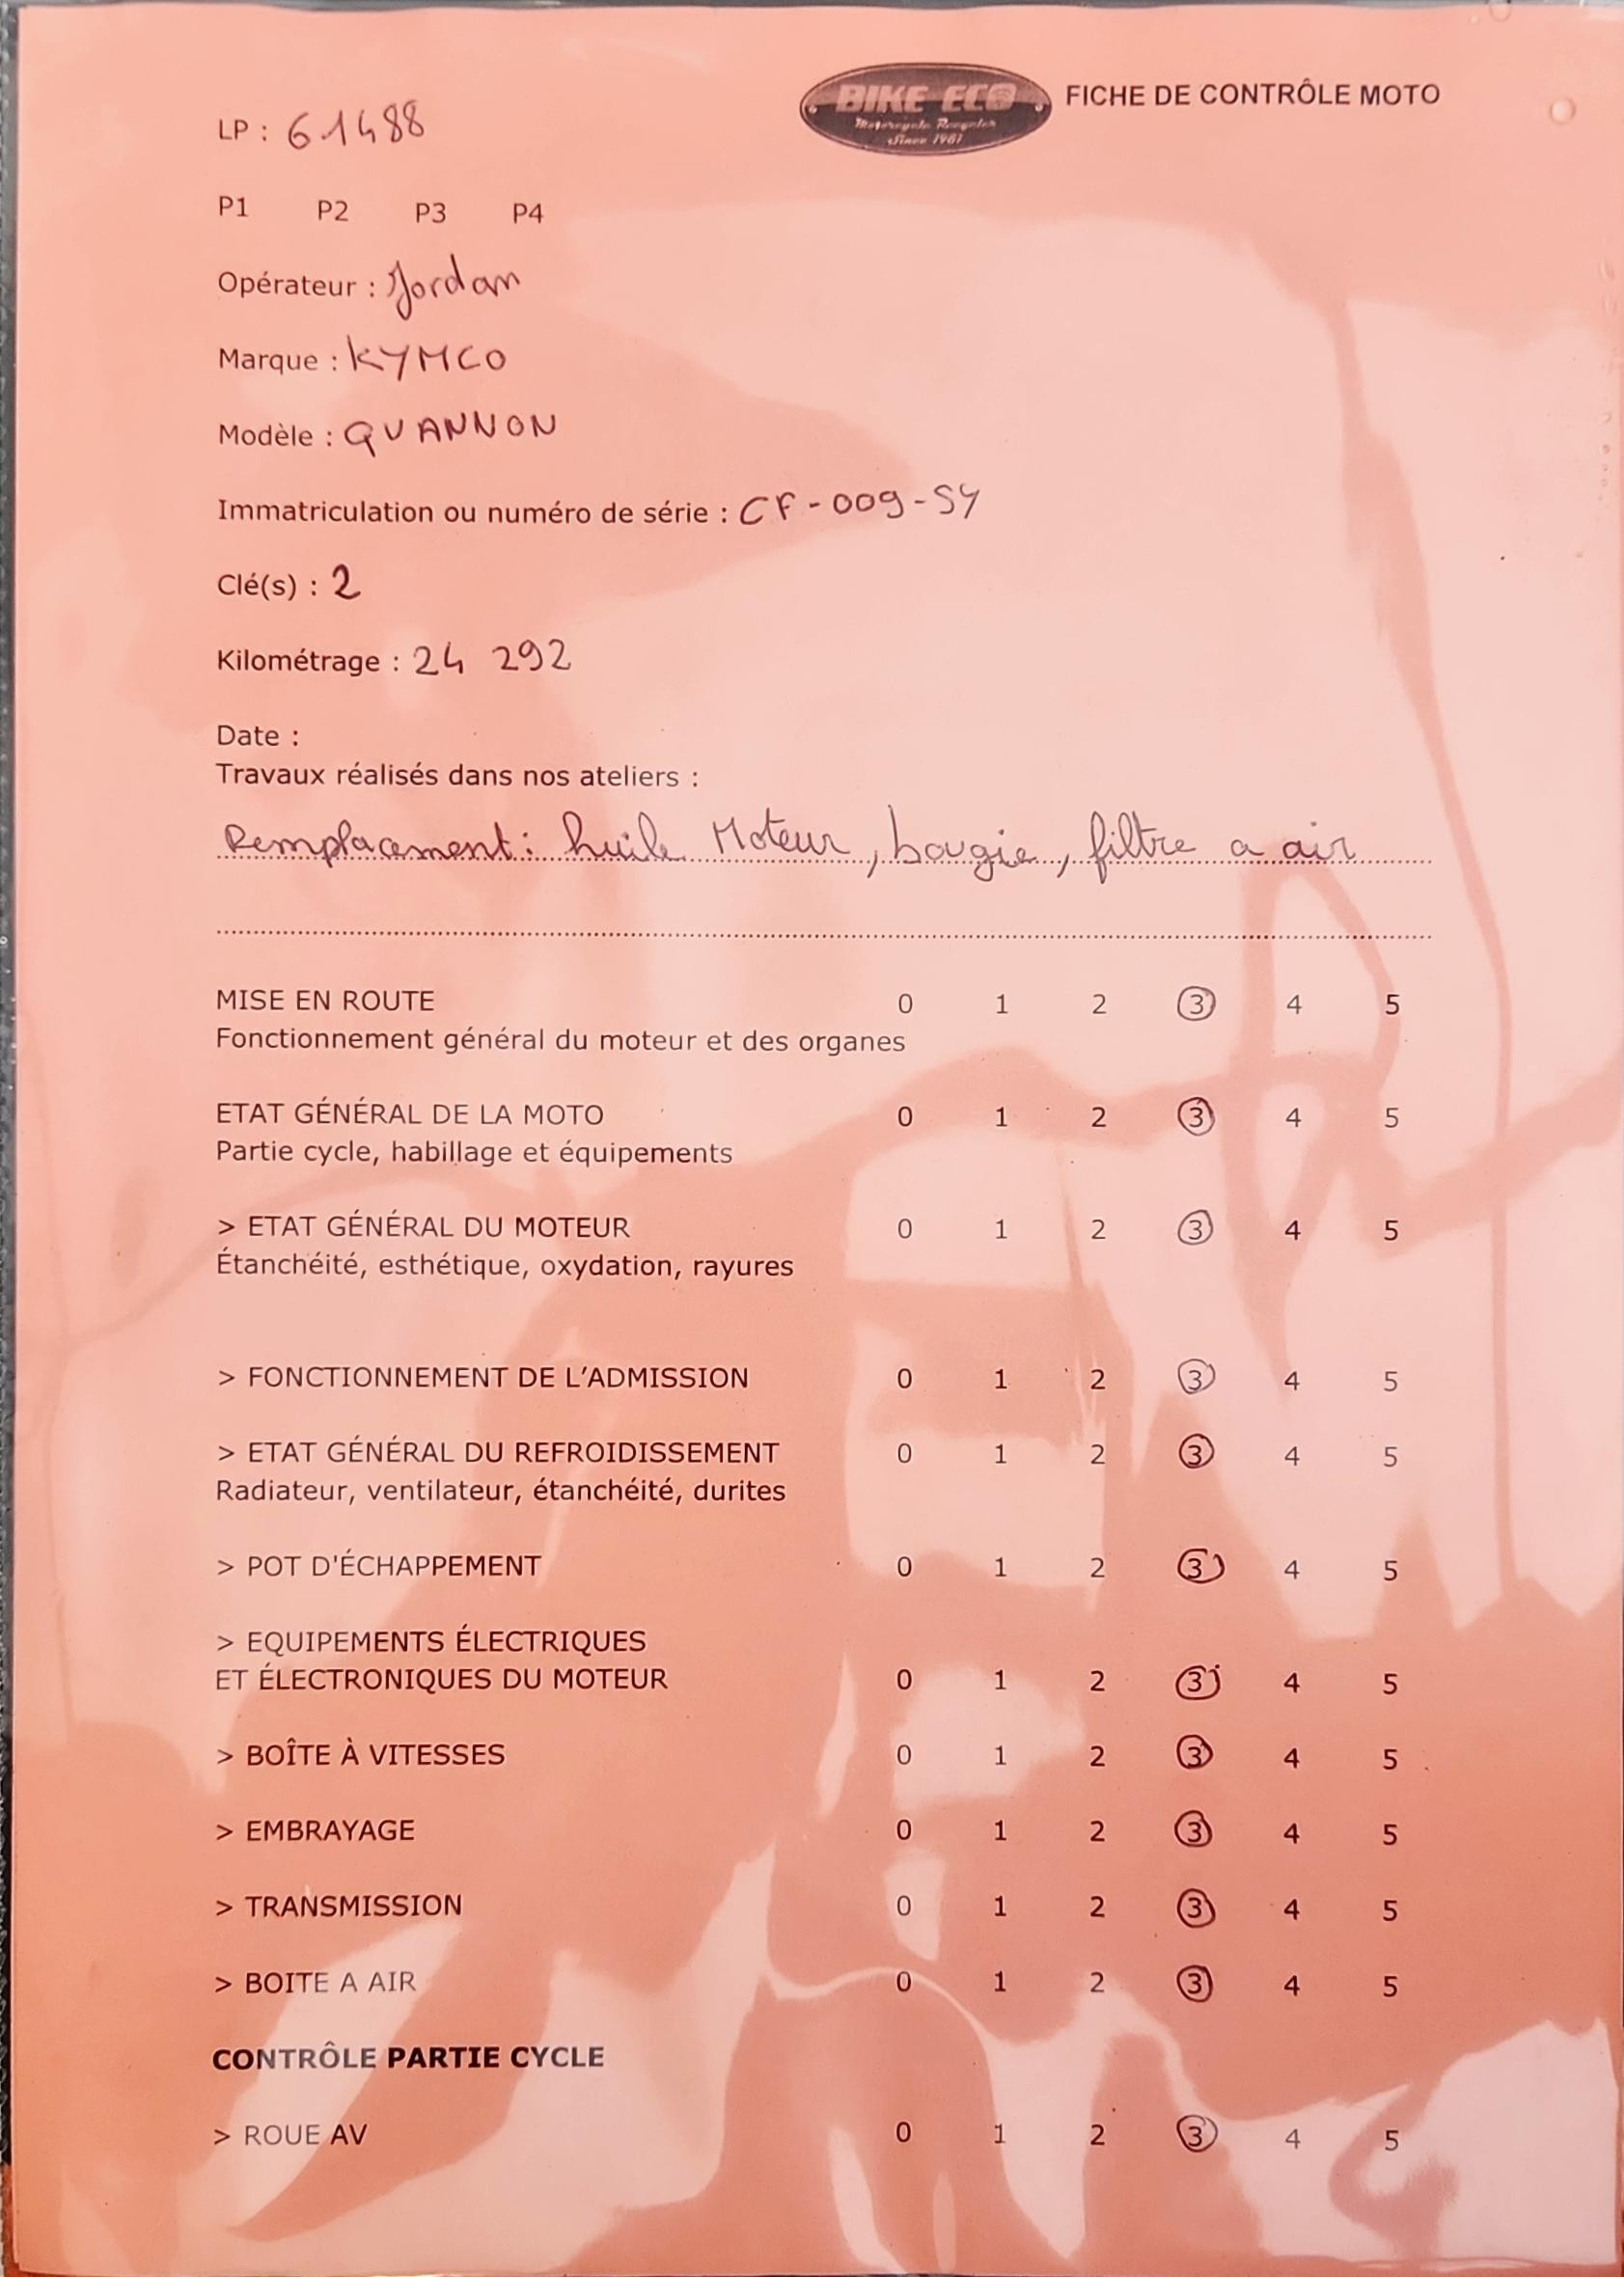 BIKE ECO
Motorcycle Recycler
Since 1987
FICHE DE CONTRÔLE MOTO
LP : 61488
P1 P2 P3 P4
Opérateur : Jordan
Marque : KYMCO
Modèle : QUANNON
Immatriculation ou numéro de série : CF-009-SY
Clé(s) : 2
Kilométrage : 24 292
Date :
Travaux réalisés dans nos ateliers :
Remplacement : huile Moteur, bougie, filtre a air
MISE EN ROUTE 0 1 2 3 4 5
Fonctionnement général du moteur et des organes
ETAT GÉNÉRAL DE LA MOTO 0 1 2 3 4 5
Partie cycle, habillage et équipements
> ETAT GÉNÉRAL DU MOTEUR 0 1 2 3 4 5
Étanchéité, esthétique, oxydation, rayures
> FONCTIONNEMENT DE L'ADMISSION 0 1 2 3 4 5
> ETAT GÉNÉRAL DU REFROIDISSEMENT 0 1 2 3 4 5
Radiateur, ventilateur, étanchéité, durites
> POT D'ÉCHAPPEMENT 0 1 2 3 4 5
> EQUIPEMENTS ÉLECTRIQUES
ET ÉLECTRONIQUES DU MOTEUR 0 1 2 3 4 5
> BOÎTE À VITESSES 0 1 2 3 4 5
> EMBRAYAGE 0 1 2 3 4 5
> TRANSMISSION 0 1 2 3 4 5
> BOITE A AIR 0 1 2 3 4 5
CONTRÔLE PARTIE CYCLE
> ROUE AV 0 1 2 3 4 5